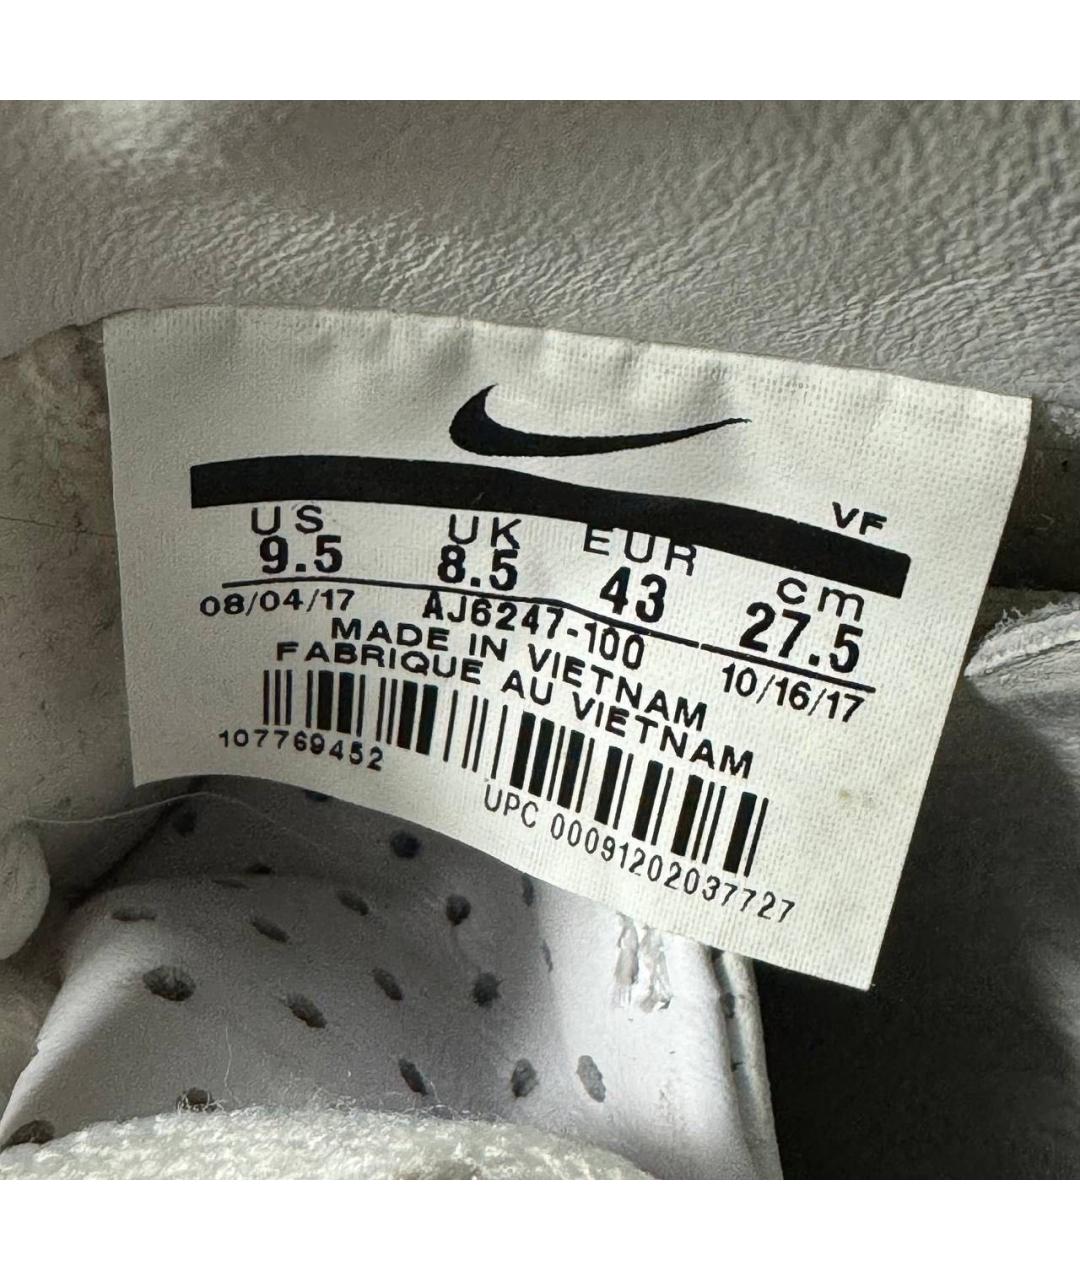 VF
US UK EUR cm
9.5 8.5 43 27.5
08/04/17 AJ6247-100 10/16/17
MADE IN VIETNAM
FABRIQUE AU VIETNAM
107769452
UPC 00091202037727